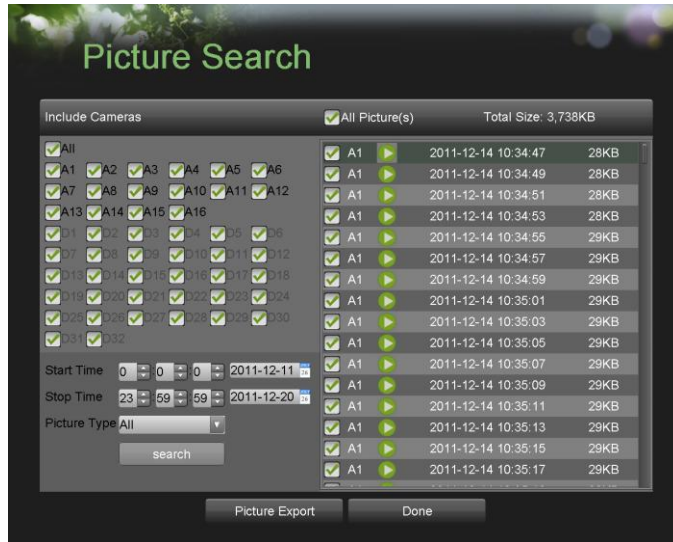 Picture Search
Include Cameras
All Picture(s) Total Size: 3,738KB
All
A1 A2 A3 A4 A5 A6
A7 A8 A9 A10 A11 A12
A13 A14 A15 A16
D1 D2 D3 D4 D5 D6
D7 D8 D9 D10 D11 D12
D13 D14 D15 D16 D17 D18
D19 D20 D21 D22 D23 D24
D25 D26 D27 D28 D29 D30
D31 D32
Start Time 0 : 0 : 0 2011-12-11
Stop Time 23 : 59 : 59 2011-12-20
Picture Type All
search
A1 2011-12-14 10:34:47 28KB
A1 2011-12-14 10:34:49 28KB
A1 2011-12-14 10:34:51 28KB
A1 2011-12-14 10:34:53 28KB
A1 2011-12-14 10:34:55 29KB
A1 2011-12-14 10:34:57 29KB
A1 2011-12-14 10:34:59 29KB
A1 2011-12-14 10:35:01 29KB
A1 2011-12-14 10:35:03 29KB
A1 2011-12-14 10:35:05 29KB
A1 2011-12-14 10:35:07 29KB
A1 2011-12-14 10:35:09 29KB
A1 2011-12-14 10:35:11 29KB
A1 2011-12-14 10:35:13 29KB
A1 2011-12-14 10:35:15 29KB
A1 2011-12-14 10:35:17 29KB
Picture Export
Done